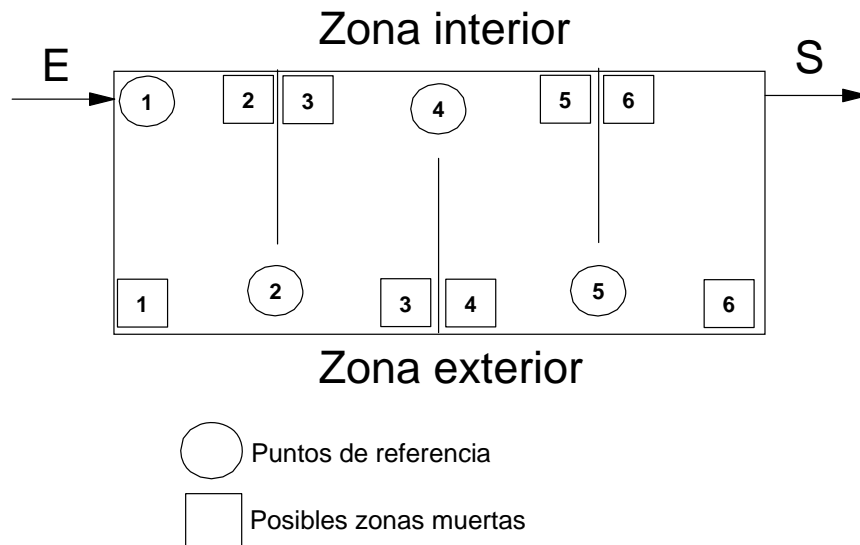 Zona interior
E
S
1 2 3 4 5 6
1 2 3 4 5 6
Zona exterior
Puntos de referencia
Posibles zonas muertas